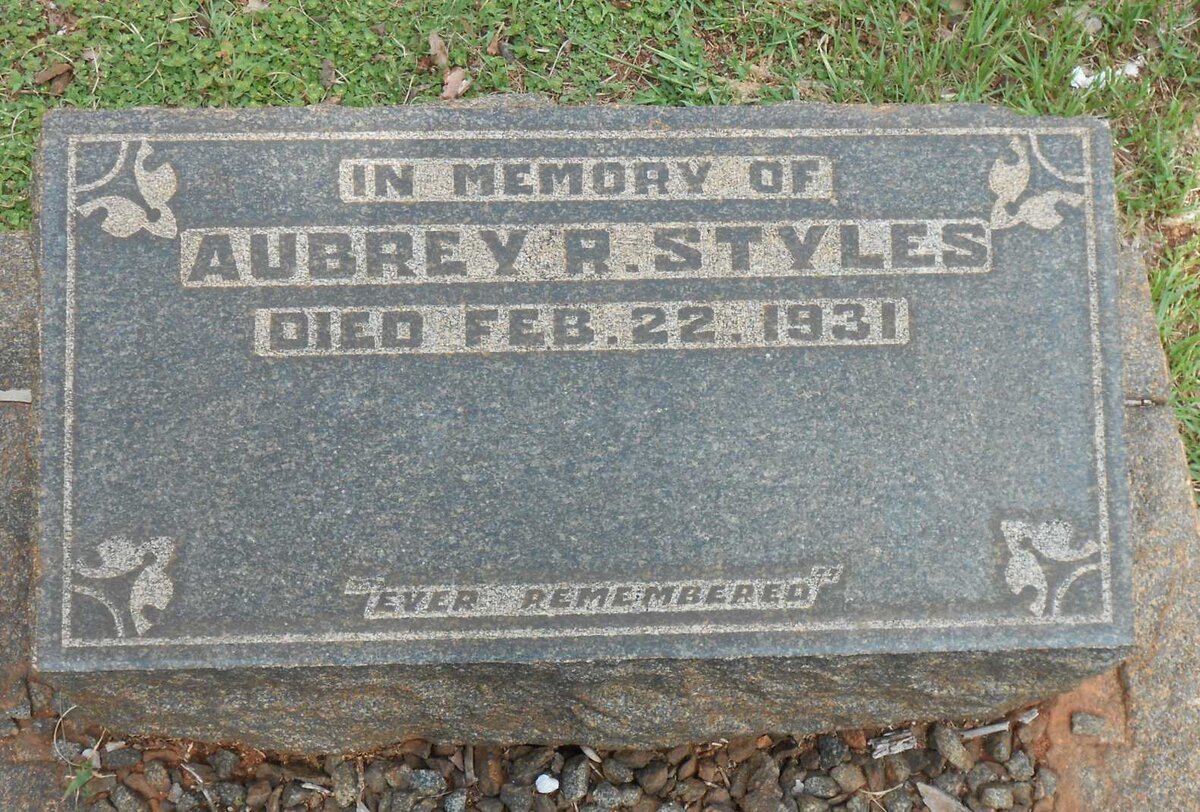 IN MEMORY OF
AUBREY R. STYLES
DIED FEB. 22. 1931
"EVER REMEMBERED"